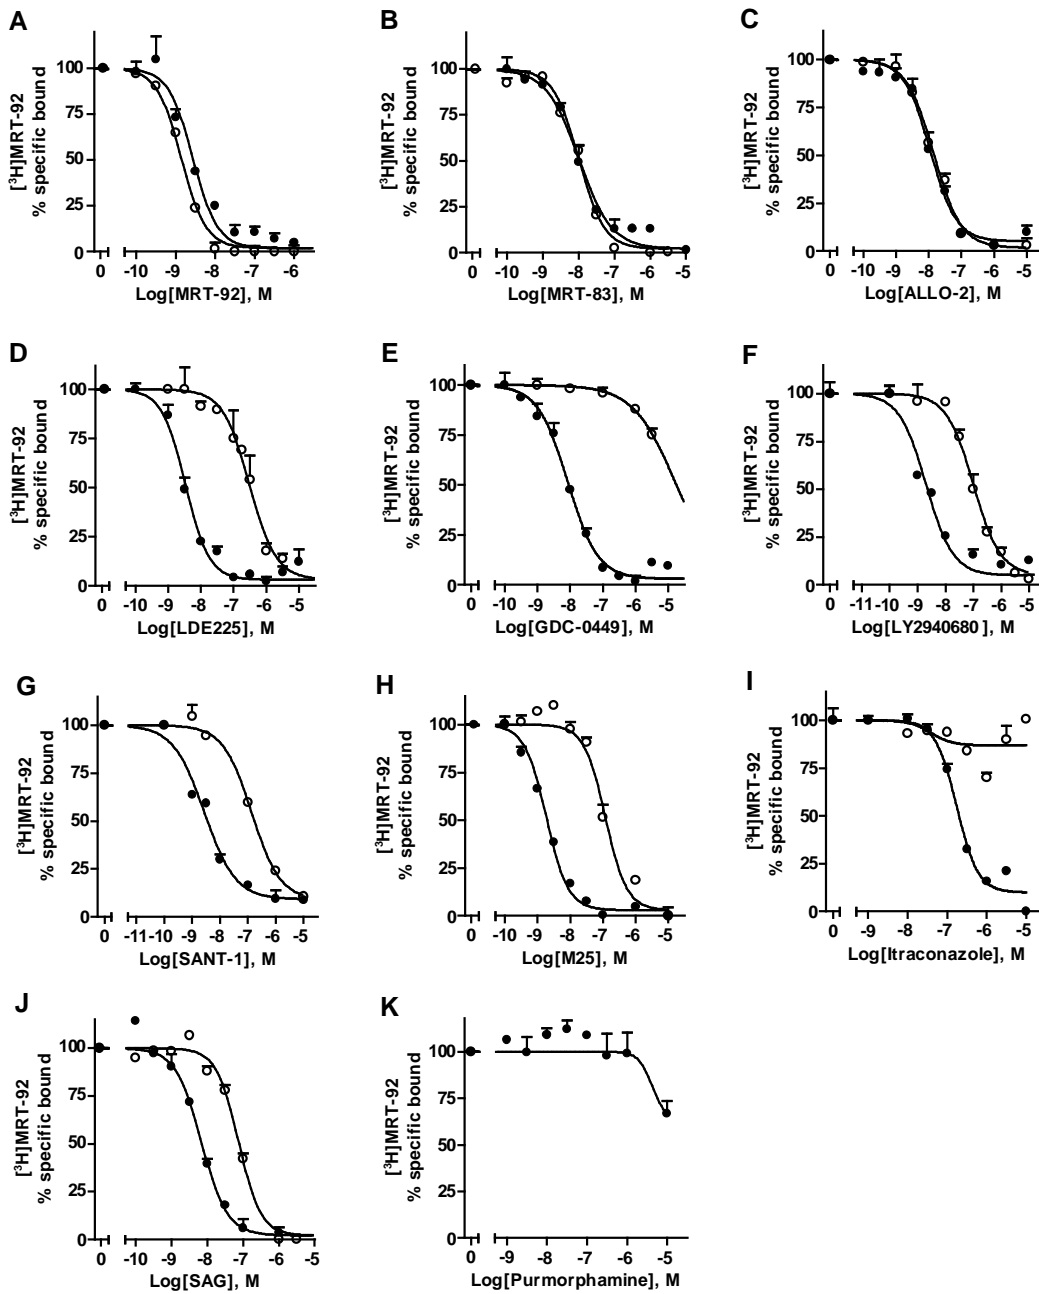 A
[³H]MRT-92
% specific bound
100
75
50
25
0
0 -10 -9 -8 -7 -6
Log[MRT-92], M
B
[³H]MRT-92
% specific bound
100
75
50
25
0
0 -10 -9 -8 -7 -6 -5
Log[MRT-83], M
C
[³H]MRT-92
% specific bound
100
75
50
25
0
0 -10 -9 -8 -7 -6 -5
Log[ALLO-2], M
D
[³H]MRT-92
% specific bound
100
75
50
25
0
0 -10 -9 -8 -7 -6 -5
Log[LDE225], M
E
[³H]MRT-92
% specific bound
100
75
50
25
0
0 -10 -9 -8 -7 -6 -5
Log[GDC-0449], M
F
[³H]MRT-92
% specific bound
100
75
50
25
0
0 -11 -10 -9 -8 -7 -6 -5
Log[LY2940680], M
G
[³H]MRT-92
% specific bound
100
75
50
25
0
0 -11 -10 -9 -8 -7 -6 -5
Log[SANT-1], M
H
[³H]MRT-92
% specific bound
100
75
50
25
0
0 -10 -9 -8 -7 -6 -5
Log[M25], M
I
[³H]MRT-92
% specific bound
100
75
50
25
0
0 -9 -8 -7 -6 -5
Log[Itraconazole], M
J
[³H]MRT-92
% specific bound
100
75
50
25
0
0 -10 -9 -8 -7 -6 -5
Log[SAG], M
K
[³H]MRT-92
% specific bound
100
75
50
25
0
0 -9 -8 -7 -6 -5
Log[Purmorphamine], M